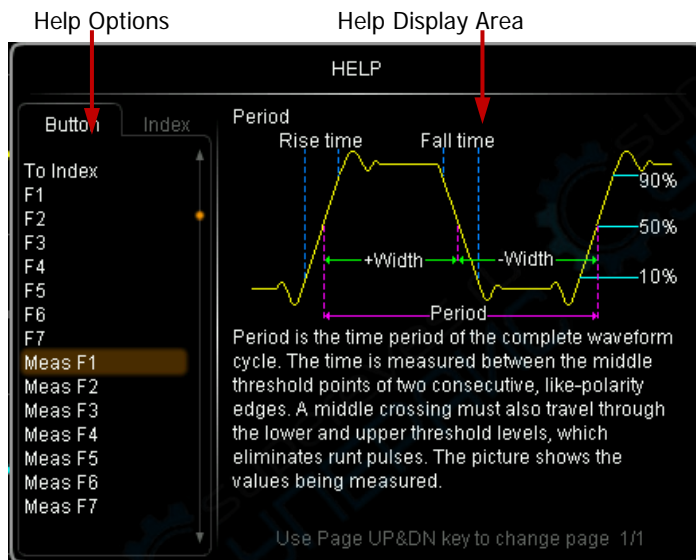 Help Options
Help Display Area
HELP
Button
Index
To Index
F1
F2
F3
F4
F5
F6
F7
Meas F1
Meas F2
Meas F3
Meas F4
Meas F5
Meas F6
Meas F7
Period
Rise time
Fall time
90%
50%
10%
+Width
-Width
Period
Period is the time period of the complete waveform
cycle. The time is measured between the middle
threshold points of two consecutive, like-polarity
edges. A middle crossing must also travel through
the lower and upper threshold levels, which
eliminates runt pulses. The picture shows the
values being measured.
Use Page UP&DN key to change page 1/1